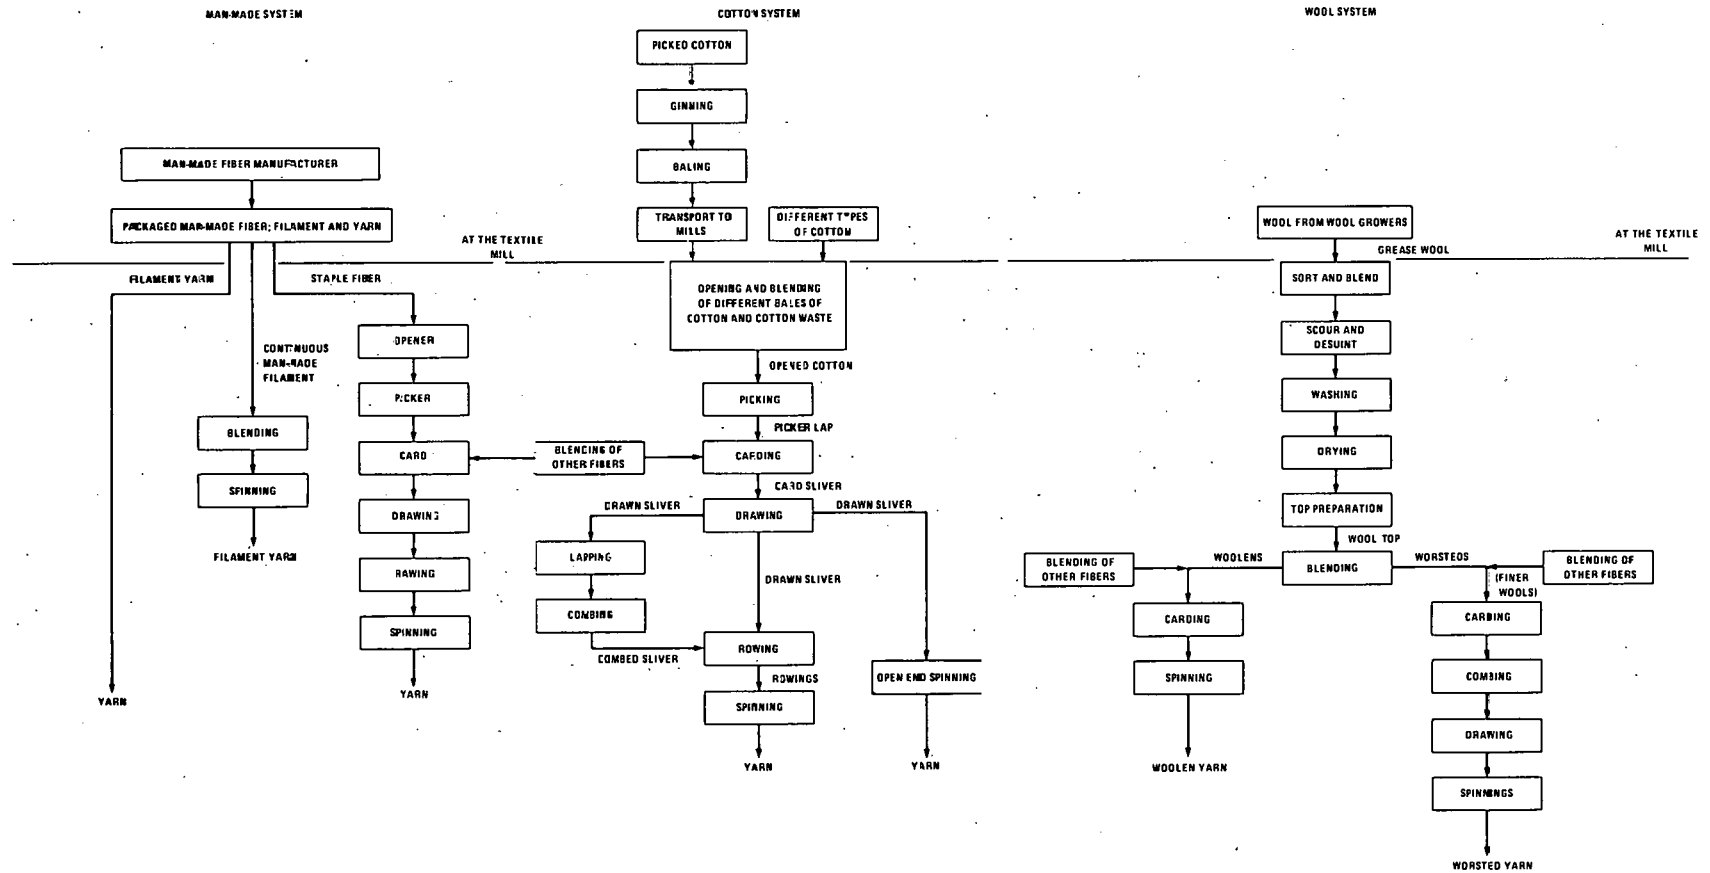 MAN-MADE SYSTEM
MAN-MADE FIBER MANUFACTURER
PACKAGED MAN-MADE FIBER; FILAMENT AND YARN
AT THE TEXTILE
MILL
FILAMENT YARN
STAPLE FIBER
CONTINUOUS
MAN-MADE
FILAMENT
BLENDING
SPINNING
FILAMENT YARN
YARN
OPENER
PICKER
CARD
DRAWING
RAWING
SPINNING
YARN
COTTON SYSTEM
PICKED COTTON
GINNING
BALING
TRANSPORT TO
MILLS
DIFFERENT TYPES
OF COTTON
OPENING AND BLENDING
OF DIFFERENT BALES OF
COTTON AND COTTON WASTE
OPENED COTTON
PICKING
PICKER LAP
BLENDING OF
OTHER FIBERS
CARDING
CARD SLIVER
DRAWN SLIVER
DRAWING
DRAWN SLIVER
LAPPING
DRAWN SLIVER
COMBING
COMBED SLIVER
ROWING
ROWINGS
SPINNING
YARN
OPEN END SPINNING
YARN
WOOL SYSTEM
WOOL FROM WOOL GROWERS
GREASE WOOL
AT THE TEXTILE
MILL
SORT AND BLEND
SCOUR AND
DESUINT
WASHING
DRYING
TOP PREPARATION
WOOL TOP
BLENDING OF
OTHER FIBERS
WOOLENS
BLENDING
WORSTEDS
BLENDING OF
OTHER FIBERS
(FINER
WOOLS)
CARDING
SPINNING
WOOLEN YARN
CARDING
COMBING
DRAWING
SPINNINGS
WORSTED YARN